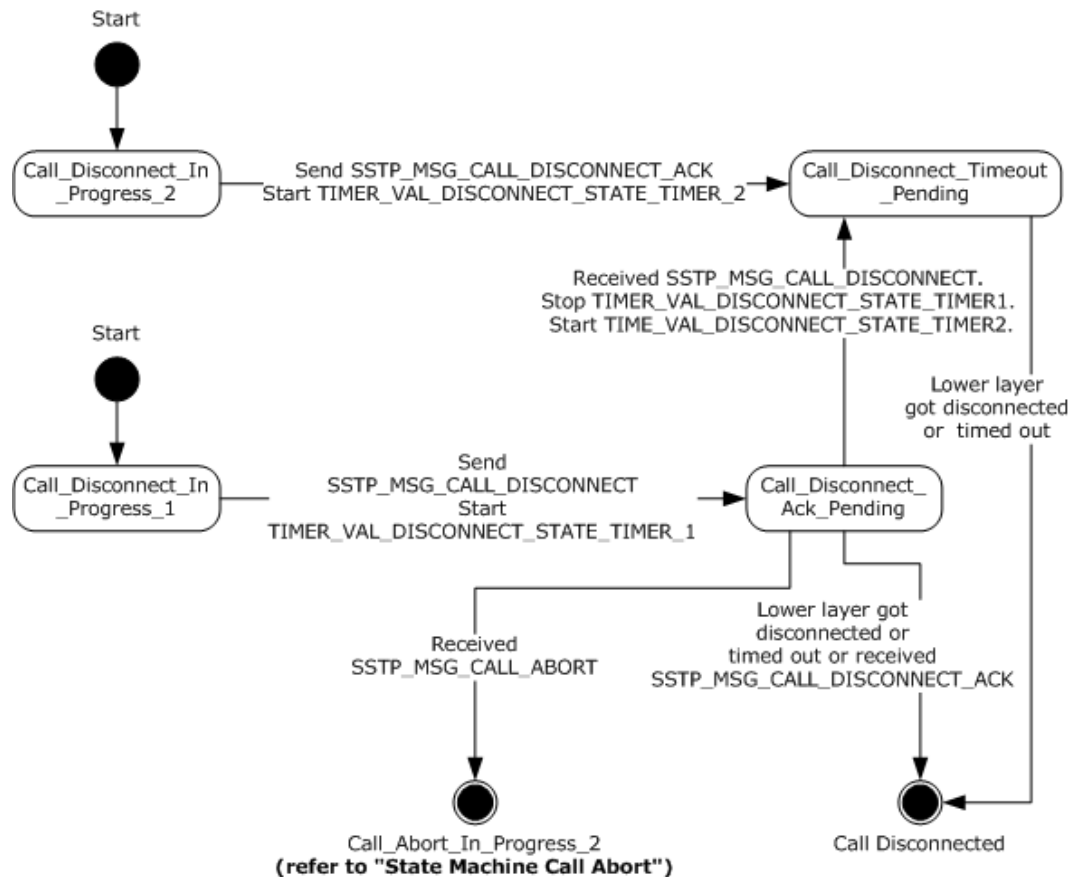 Start
Call_Disconnect_In
_Progress_2
Send SSTP_MSG_CALL_DISCONNECT_ACK
Start TIMER_VAL_DISCONNECT_STATE_TIMER_2
Call_Disconnect_Timeout
_Pending
Received SSTP_MSG_CALL_DISCONNECT.
Stop TIMER_VAL_DISCONNECT_STATE_TIMER1.
Start TIME_VAL_DISCONNECT_STATE_TIMER2.
Start
Lower layer
got disconnected
or timed out
Call_Disconnect_In
_Progress_1
Send
SSTP_MSG_CALL_DISCONNECT
Start
TIMER_VAL_DISCONNECT_STATE_TIMER_1
Call_Disconnect_
Ack_Pending
Received
SSTP_MSG_CALL_ABORT
Lower layer got
disconnected or
timed out or received
SSTP_MSG_CALL_DISCONNECT_ACK
Call_Abort_In_Progress_2
(refer to "State Machine Call Abort")
Call Disconnected